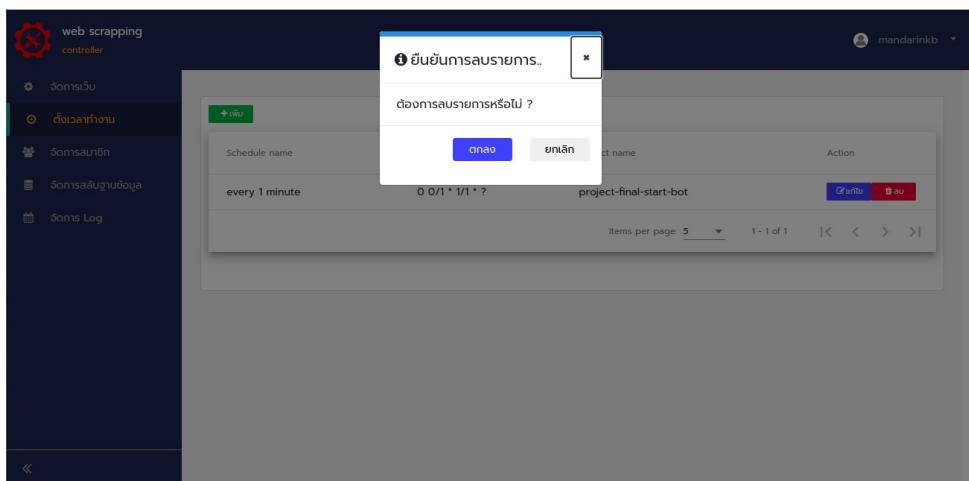 web scrapping
controller
mandarinkb
จัดการเว็บ
ตั้งเวลาทำงาน
จัดการสมาชิก
จัดการสลับฐานข้อมูล
จัดการ Log
ยืนยันการลบรายการ..
ต้องการลบรายการหรือไม่ ?
ตกลง ยกเลิก
+เพิ่ม
Schedule name ct name Action
every 1 minute 0 0/1 * 1/1 * ? project-final-start-bot แก้ไข ลบ
Items per page: 5 1 - 1 of 1